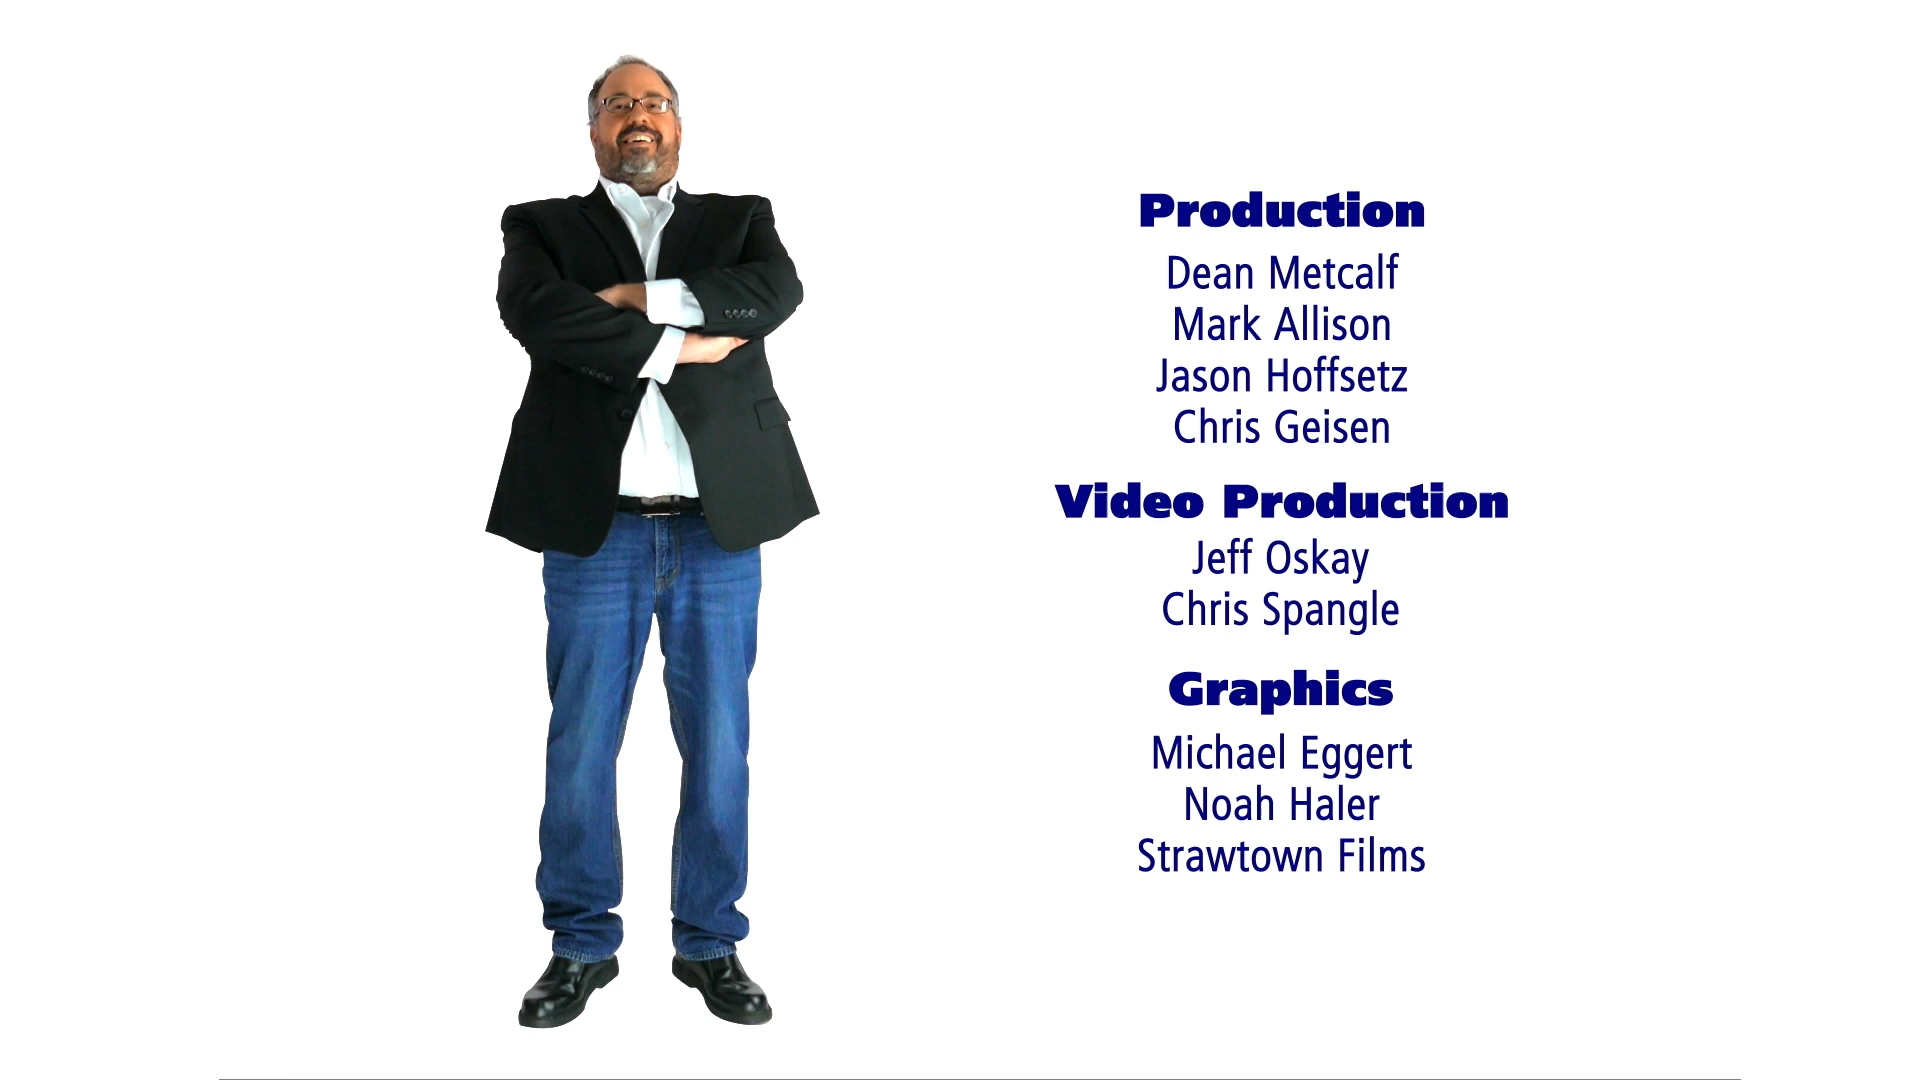 Production
Dean Metcalf
Mark Allison
Jason Hoffsetz
Chris Geisen
Video Production
Jeff Oskay
Chris Spangle
Graphics
Michael Eggert
Noah Haler
Strawtown Films